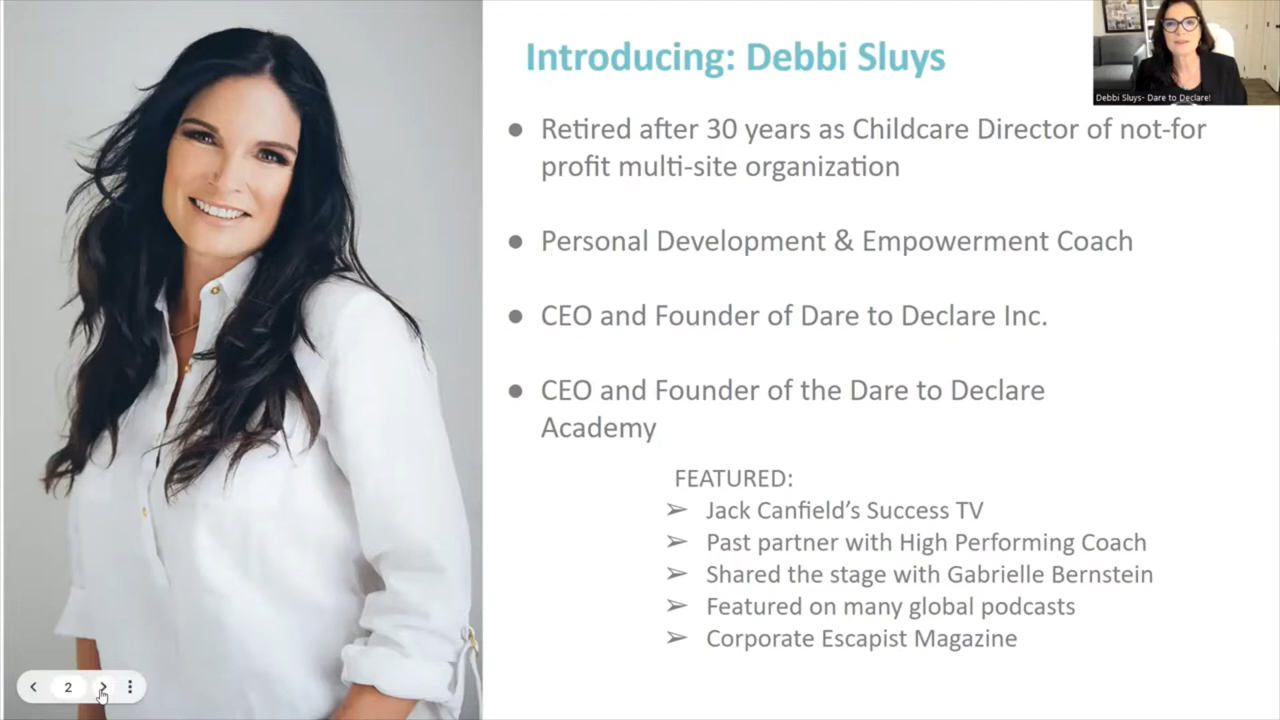 Introducing: Debbi Sluys
Debbi Sluys- Dare to Declare!
● Retired after 30 years as Childcare Director of not-for
profit multi-site organization
● Personal Development & Empowerment Coach
● CEO and Founder of Dare to Declare Inc.
● CEO and Founder of the Dare to Declare
Academy
FEATURED:
➢ Jack Canfield’s Success TV
➢ Past partner with High Performing Coach
➢ Shared the stage with Gabrielle Bernstein
➢ Featured on many global podcasts
➢ Corporate Escapist Magazine
2